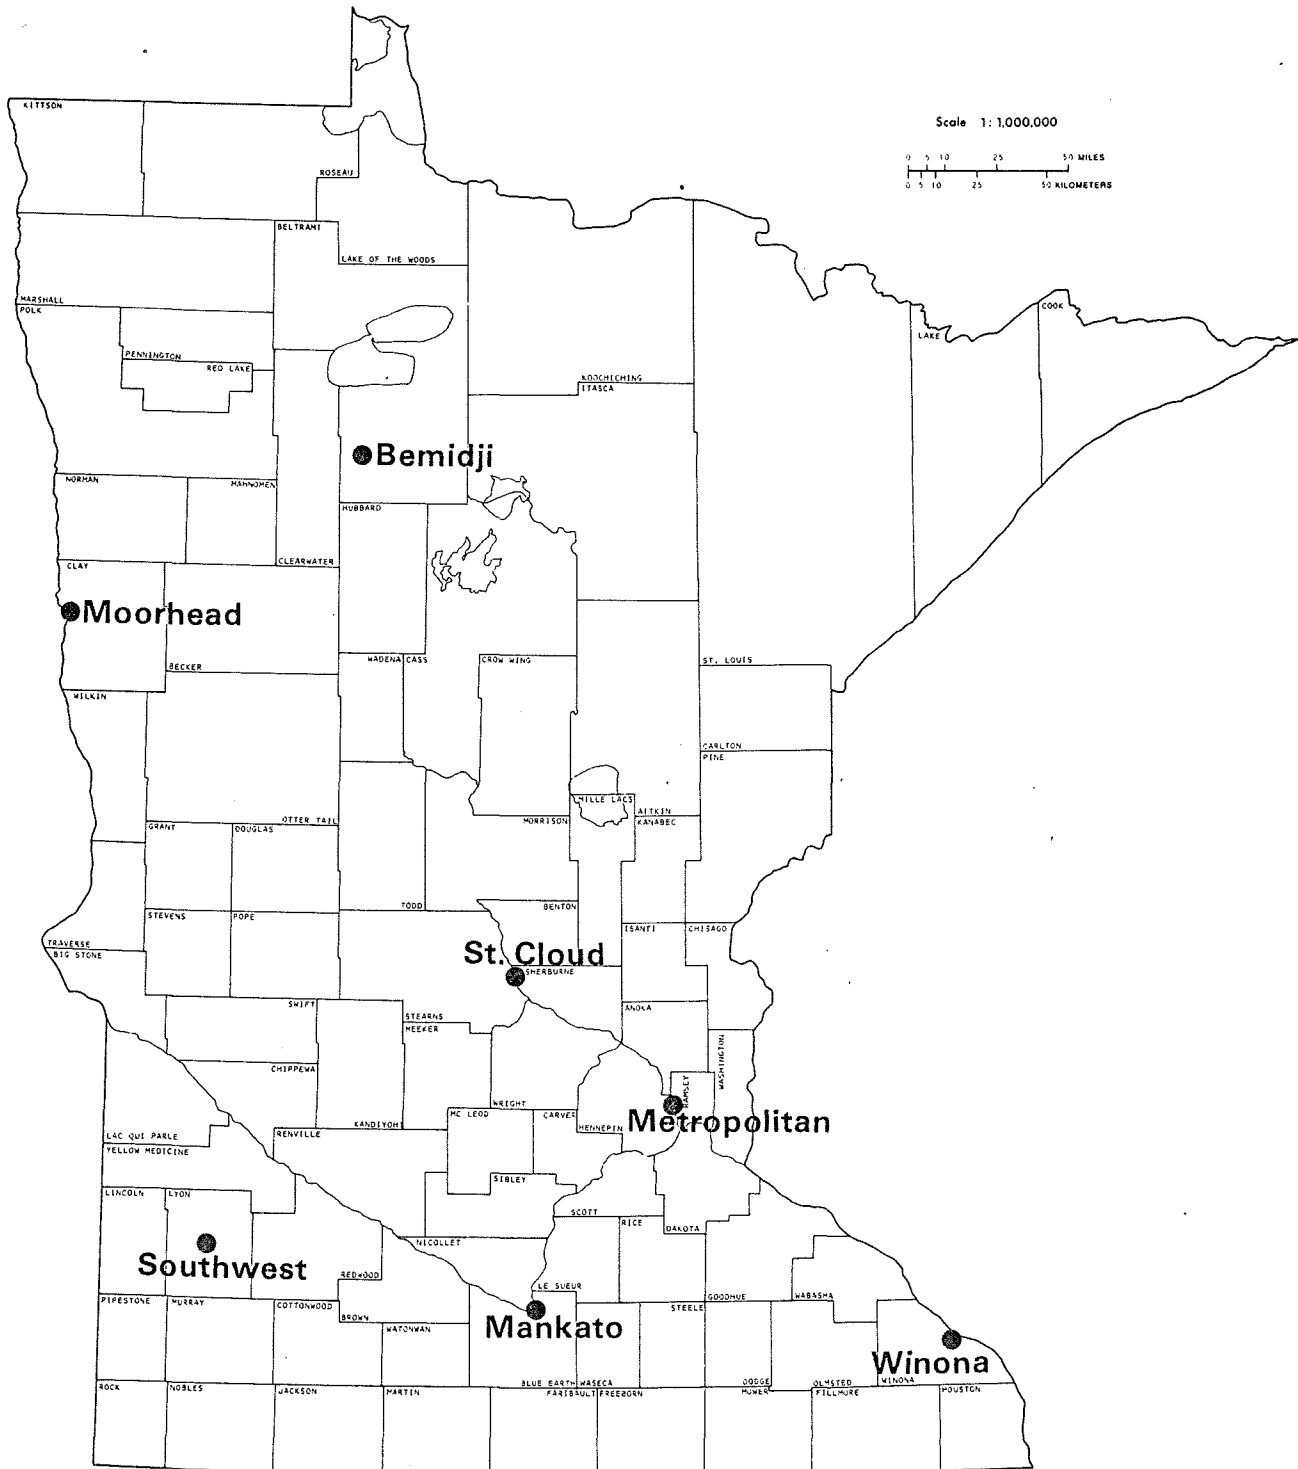 Scale 1: 1,000,000
0 5 10 25 50 MILES
0 5 10 25 50 KILOMETERS
KITTSON
ROSEAU
BELTRAMI
LAKE OF THE WOODS
MARSHALL
POLK
COOK
LAKE
PENNINGTON
RED LAKE
KOOCHICHING
ITASCA
Bemidji
NORMAN
MAHNOMEN
HUBBARD
CLAY
CLEARWATER
Moorhead
BECKER
WADENA
CASS
CROW WING
ST. LOUIS
WILKIN
CARLTON
PINE
MILLE LACS
AITKIN
KANABEC
OTTER TAIL
MORRISON
GRANT
DOUGLAS
TODD
BENTON
STEVENS
POPE
ISANTI
CHISAGO
TRAVERSE
BIG STONE
St. Cloud
SHERBURNE
SWIFT
STEARNS
MEEKER
ANOKA
WASHINGTON
CHIPPEWA
RAMSEY
WRIGHT
MC LEOD
CARVER
HENNEPIN
Metropolitan
KANDIYOHI
RENVILLE
LAC QUI PARLE
YELLOW MEDICINE
SIBLEY
LINCOLN
LYON
SCOTT
RICE
DAKOTA
NICOLLET
Southwest
REDWOOD
LE SUEUR
PIPESTONE
MURRAY
COTTONWOOD
BROWN
WATONWAN
Mankato
STEELE
GOODHUE
WABASHA
Winona
ROCK
NOBLES
JACKSON
MARTIN
BLUE EARTH
WASECA
FARIBAULT
FREEBORN
DODGE
MOWER
OLMSTED
FILLMORE
WINONA
HOUSTON